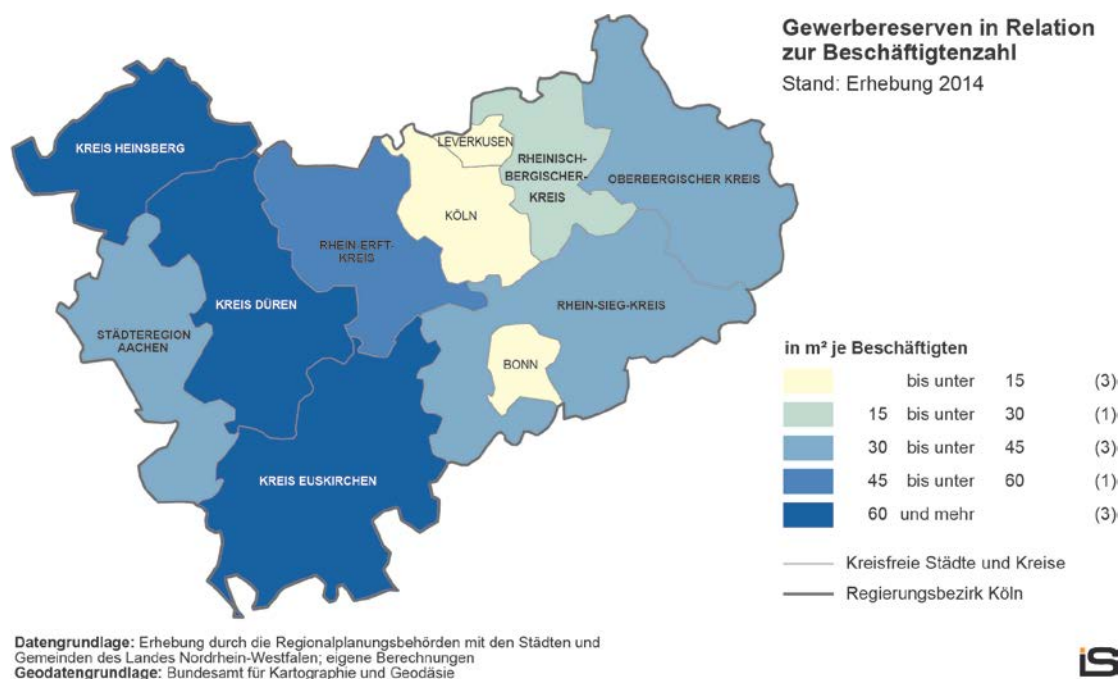 Gewerbereserven in Relation
zur Beschäftigtenzahl
Stand: Erhebung 2014
KREIS HEINSBERG
LEVERKUSEN
RHEINISCH-
BERGISCHER-
KREIS
OBERBERGISCHER KREIS
KÖLN
RHEIN-ERFT-
KREIS
KREIS DÜREN
RHEIN-SIEG-KREIS
STÄDTEREGION
AACHEN
BONN
KREIS EUSKIRCHEN
in m² je Beschäftigten
bis unter 15 (3)
15 bis unter 30 (1)
30 bis unter 45 (3)
45 bis unter 60 (1)
60 und mehr (3)
Kreisfreie Städte und Kreise
Regierungsbezirk Köln
Datengrundlage: Erhebung durch die Regionalplanungsbehörden mit den Städten und
Gemeinden des Landes Nordrhein-Westfalen; eigene Berechnungen
Geodatengrundlage: Bundesamt für Kartographie und Geodäsie
iS